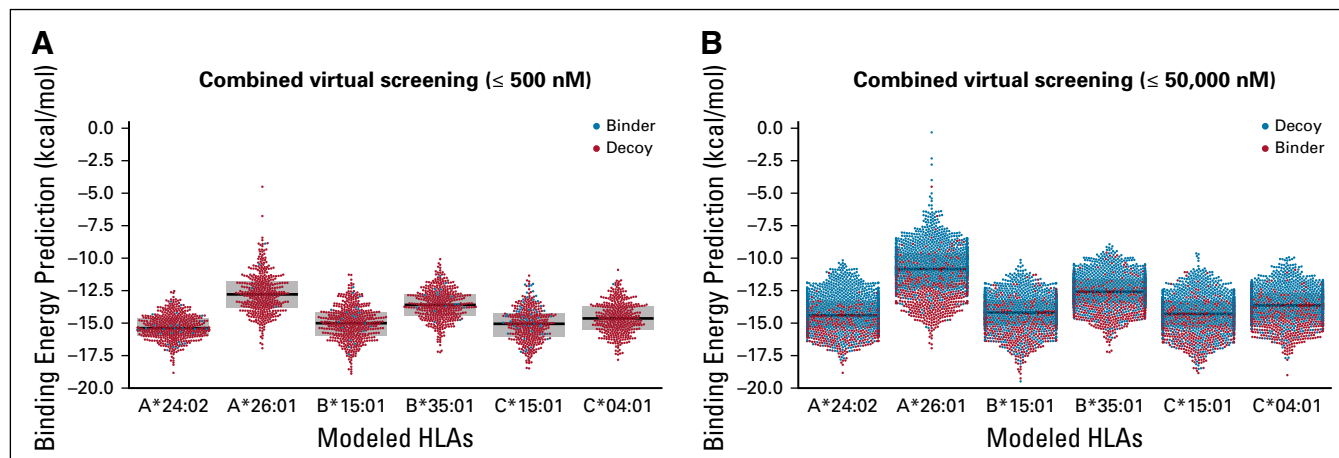 A
Combined virtual screening (≤ 500 nM)
Binding Energy Prediction (kcal/mol)
0.0
–2.5
–5.0
–7.5
–10.0
–12.5
–15.0
–17.5
–20.0
Binder
Decoy
A*24:02 A*26:01 B*15:01 B*35:01 C*15:01 C*04:01
Modeled HLAs
B
Combined virtual screening (≤ 50,000 nM)
Binding Energy Prediction (kcal/mol)
0.0
–2.5
–5.0
–7.5
–10.0
–12.5
–15.0
–17.5
–20.0
Decoy
Binder
A*24:02 A*26:01 B*15:01 B*35:01 C*15:01 C*04:01
Modeled HLAs